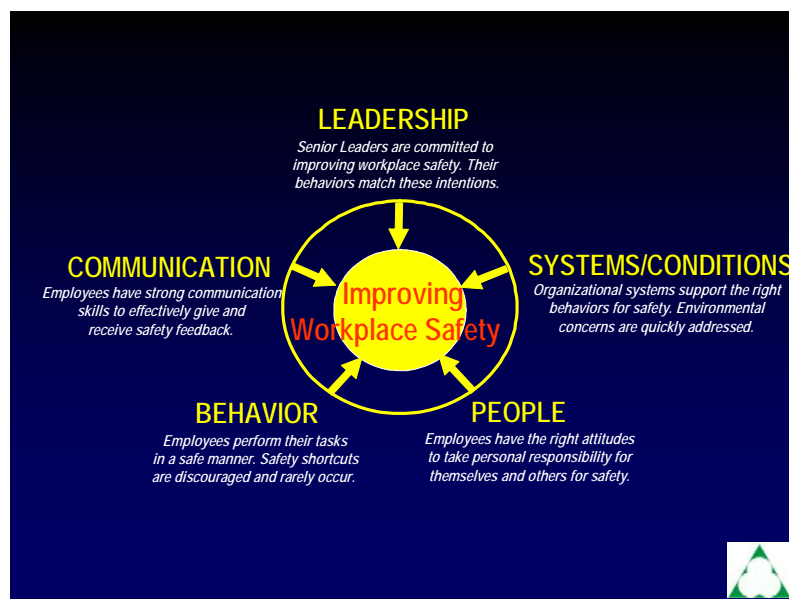 LEADERSHIP
Senior Leaders are committed to
improving workplace safety. Their
behaviors match these intentions.
COMMUNICATION
Employees have strong communication
skills to effectively give and
receive safety feedback.
SYSTEMS/CONDITIONS
Organizational systems support the right
behaviors for safety. Environmental
concerns are quickly addressed.
Improving
Workplace Safety
BEHAVIOR
Employees perform their tasks
in a safe manner. Safety shortcuts
are discouraged and rarely occur.
PEOPLE
Employees have the right attitudes
to take personal responsibility for
themselves and others for safety.